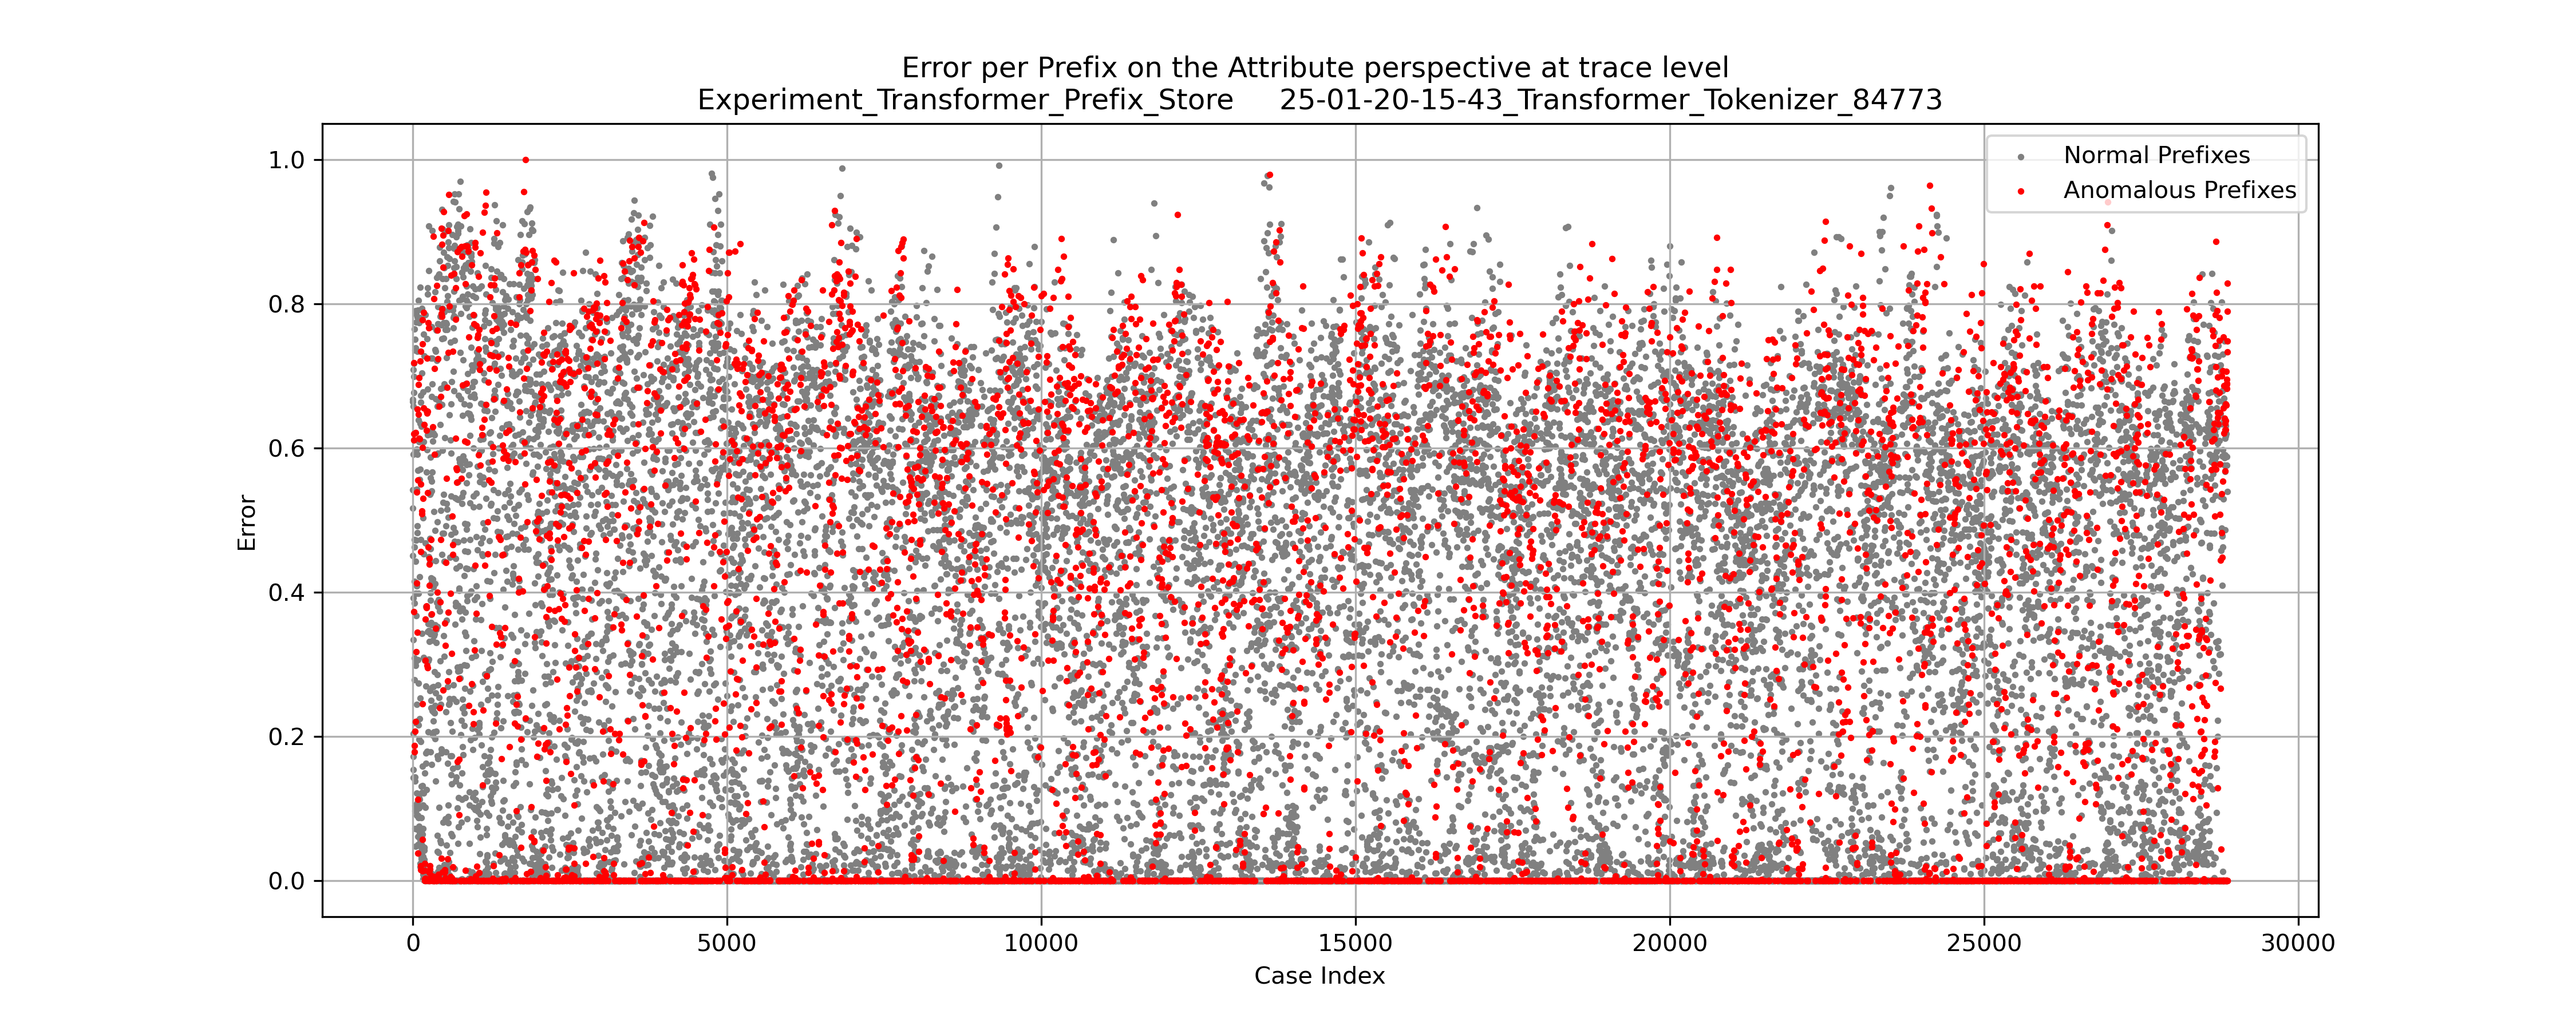 Error per Prefix on the Attribute perspective at trace level
Experiment_Transformer_Prefix_Store 25-01-20-15-43_Transformer_Tokenizer_84773
Normal Prefixes
Anomalous Prefixes
1.0
0.8
0.6
0.4
0.2
0.0
Error
0 5000 10000 15000 20000 25000 30000
Case Index